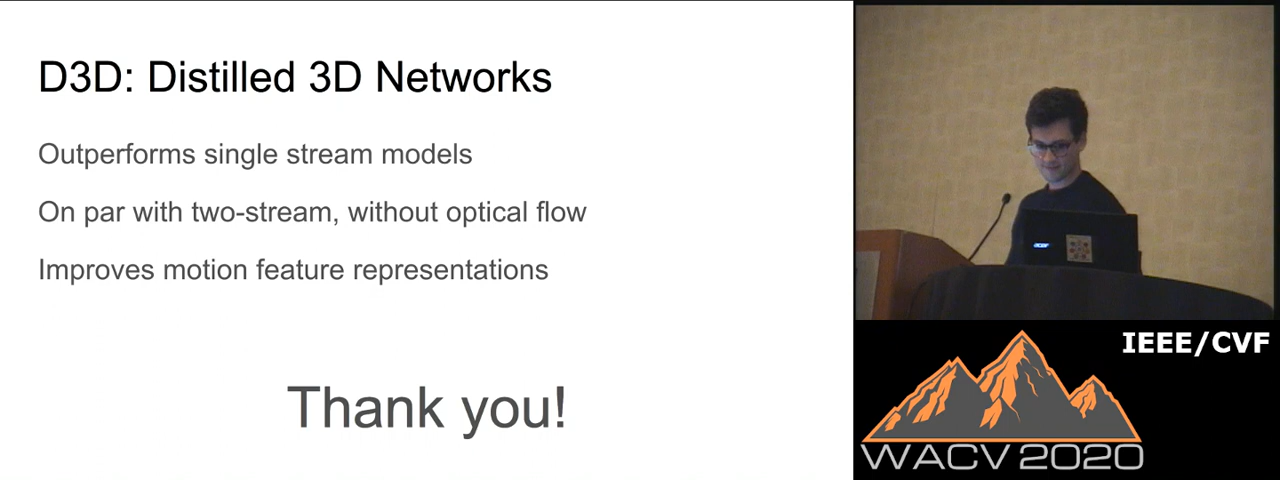 D3D: Distilled 3D Networks
Outperforms single stream models
On par with two-stream, without optical flow
Improves motion feature representations
Thank you!
acer
IEEE/CVF
WACV 2020